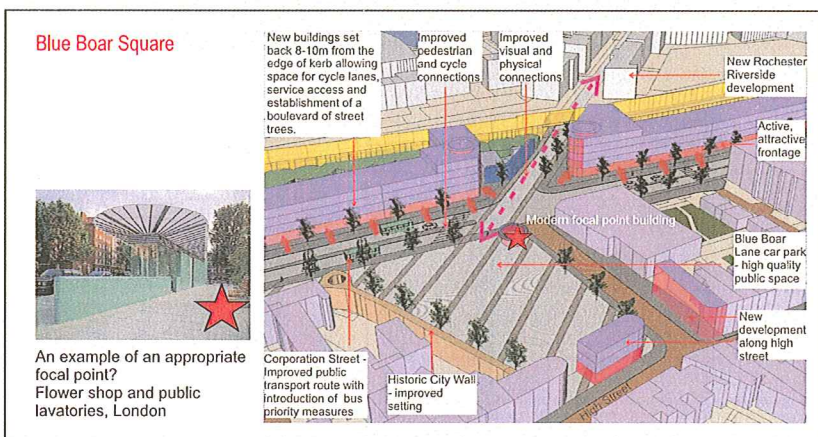 Blue Boar Square
New buildings set
back 8-10m from the
edge of kerb allowing
space for cycle lanes,
service access and
establishment of a
boulevard of street
trees.
Improved
pedestrian
and cycle
connections
Improved
visual and
physical
connections
New Rochester
Riverside
development
Active,
attractive
frontage
Modern focal point building
Blue Boar
Lane car park
- high quality
public space
New
development
along high
street
High Street
Corporation Street -
Improved public
transport route with
introduction of bus
priority measures
Historic City Wall
- improved
setting
An example of an appropriate
focal point?
Flower shop and public
lavatories, London